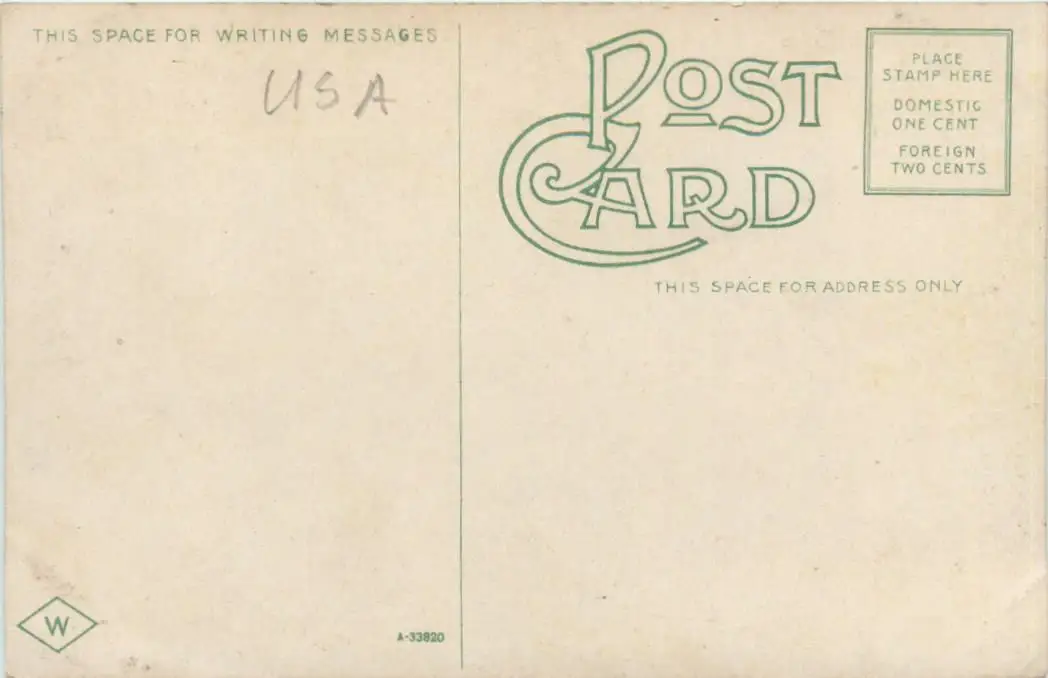 THIS SPACE FOR WRITING MESSAGES
USA
POST
CARD
PLACE
STAMP HERE
DOMESTIC
ONE CENT
FOREIGN
TWO CENTS
THIS SPACE FOR ADDRESS ONLY
W
A-33820